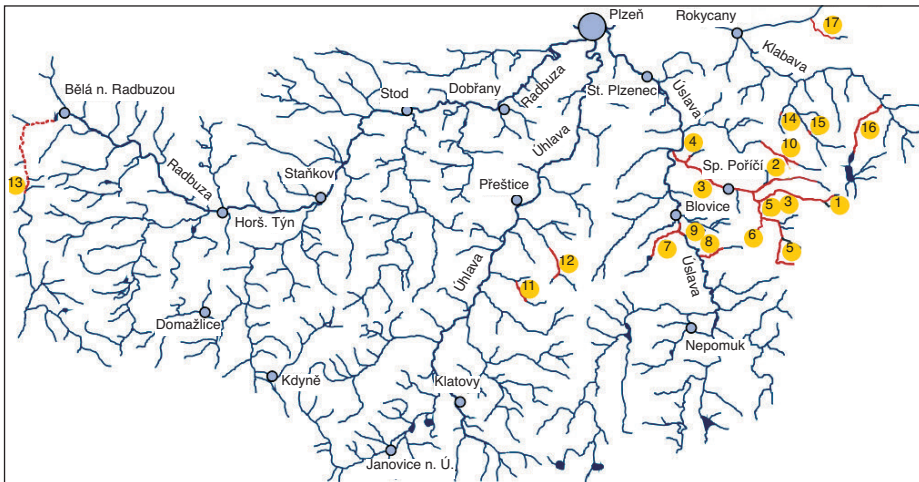 Plzeň
Rokycany
17
Klabava
Bělá n. Radbuzou
Stod
Dobřany
Radbuza
St. Plzenec
Úslava
14
15
16
Úhlava
4
10
2
Radbuza
Staňkov
Sp. Poříčí
13
Přeštice
3
5
3
1
Horš. Týn
Blovice
9
8
6
7
5
Úhlava
12
11
Úslava
Domažlice
Nepomuk
Kdyně
Klatovy
Janovice n. Ú.